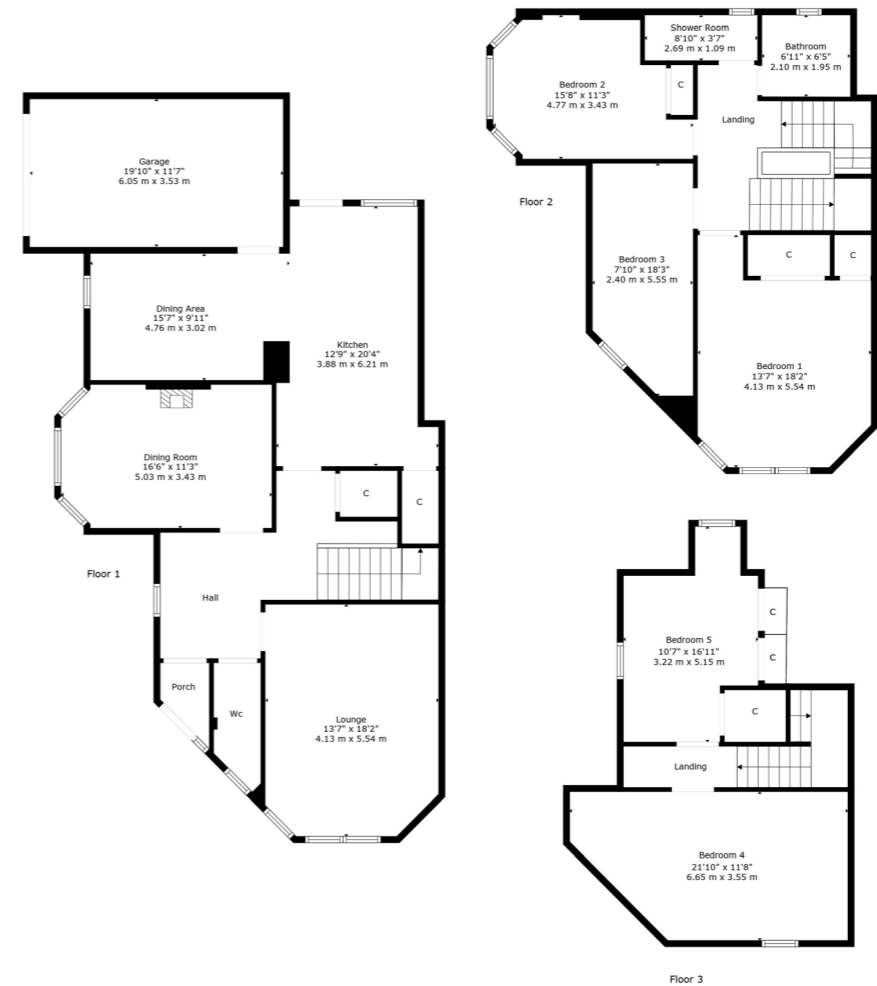 Garage
19'10" x 11'7"
6.05 m x 3.53 m
Dining Area
15'7" x 9'11"
4.76 m x 3.02 m
Kitchen
12'9" x 20'4"
3.88 m x 6.21 m
Dining Room
16'6" x 11'3"
5.03 m x 3.43 m
C
C
Floor 1
Hall
Porch
Wc
Lounge
13'7" x 18'2"
4.13 m x 5.54 m
Shower Room
8'10" x 3'7"
2.69 m x 1.09 m
Bathroom
6'11" x 6'5"
2.10 m x 1.95 m
Bedroom 2
15'8" x 11'3"
4.77 m x 3.43 m
C
Landing
Floor 2
Bedroom 3
7'10" x 18'3"
2.40 m x 5.55 m
C
C
Bedroom 1
13'7" x 18'2"
4.13 m x 5.54 m
C
Bedroom 5
10'7" x 16'11"
3.22 m x 5.15 m
C
C
Landing
Bedroom 4
21'10" x 11'8"
6.65 m x 3.55 m
Floor 3